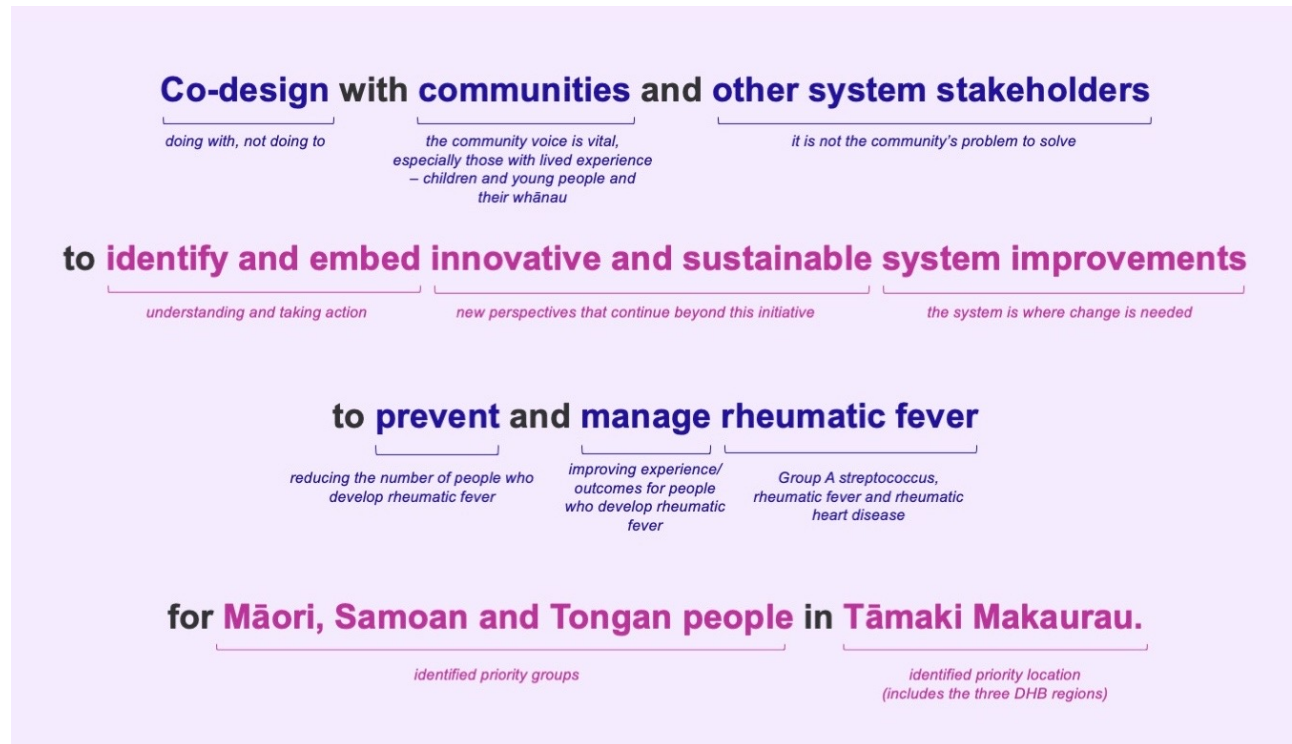 Co-design with communities and other system stakeholders
doing with, not doing to
the community voice is vital,
especially those with lived experience
– children and young people and
their whānau
it is not the community's problem to solve
to identify and embed innovative and sustainable system improvements
understanding and taking action
new perspectives that continue beyond this initiative
the system is where change is needed
to prevent and manage rheumatic fever
reducing the number of people who
develop rheumatic fever
improving experience/
outcomes for people
who develop rheumatic
fever
Group A streptococcus,
rheumatic fever and rheumatic
heart disease
for Māori, Samoan and Tongan people in Tāmaki Makaurau.
identified priority groups
identified priority location
(includes the three DHB regions)